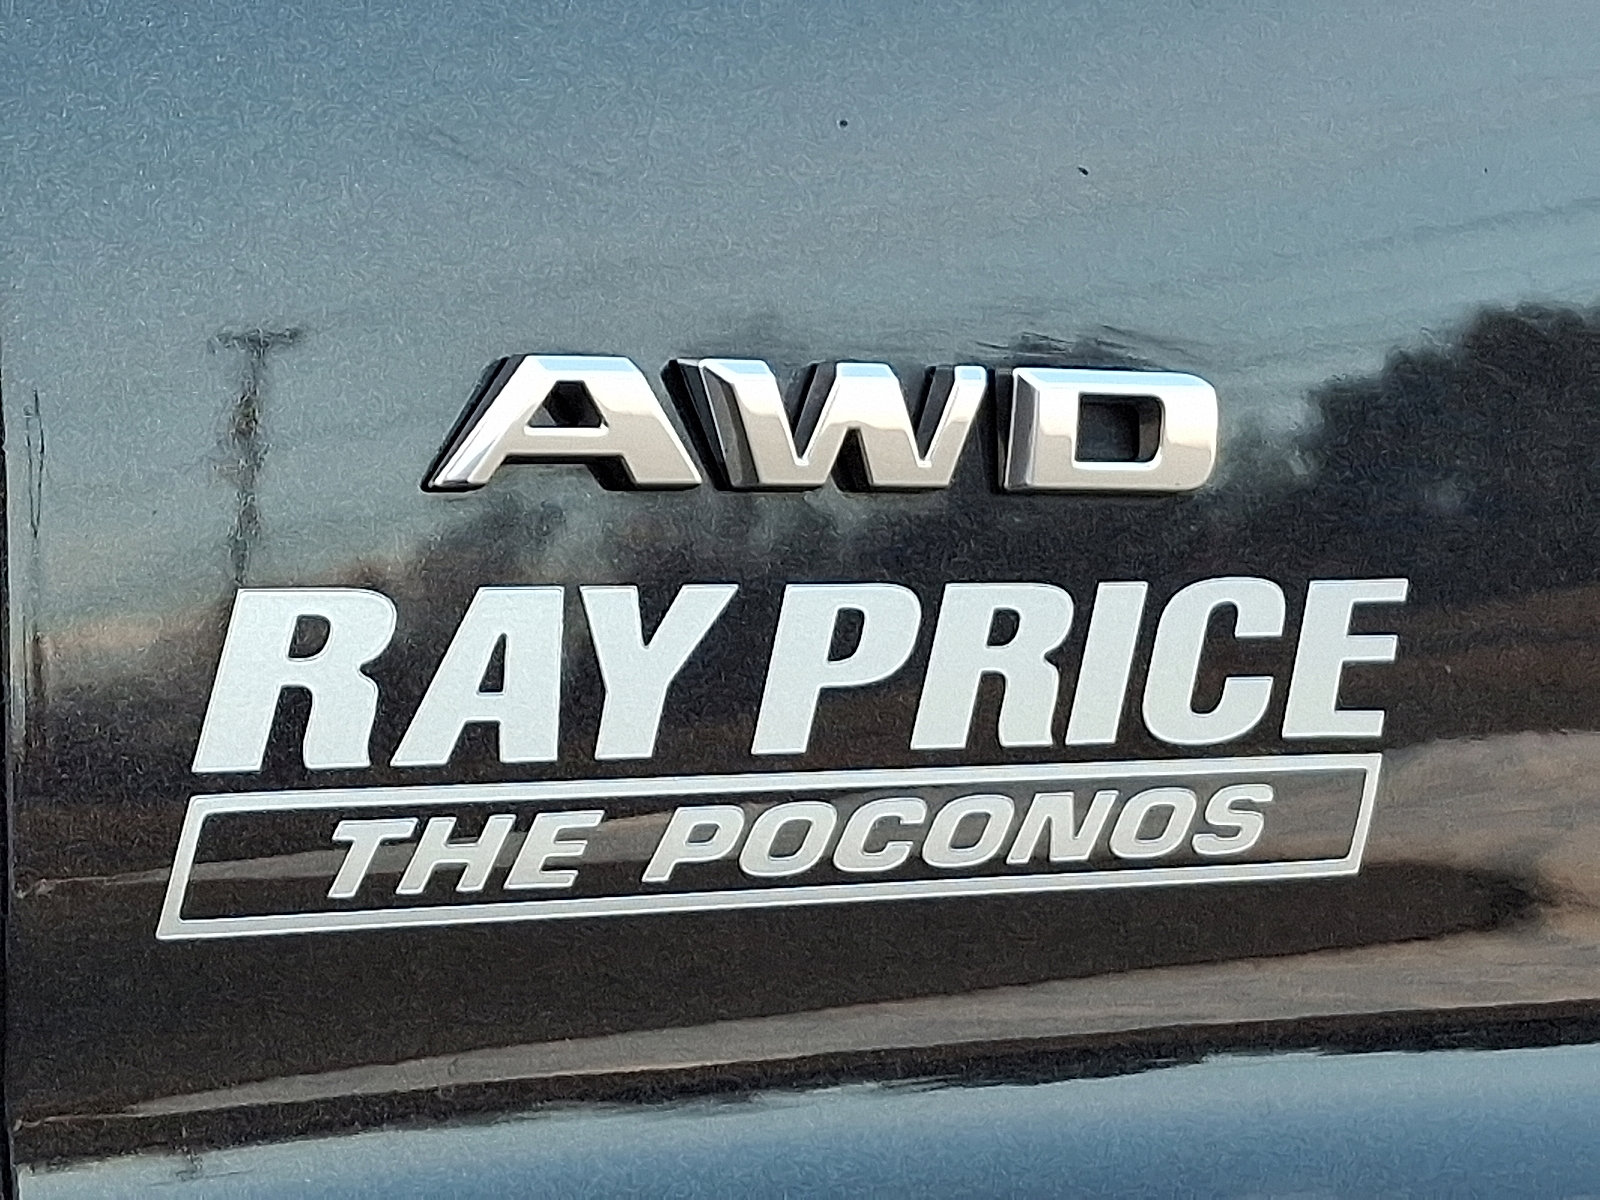 AWD
RAY PRICE
THE POCONOS